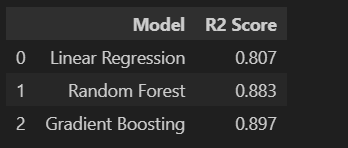 Model R2 Score
0 Linear Regression 0.807
1 Random Forest 0.883
2 Gradient Boosting 0.897